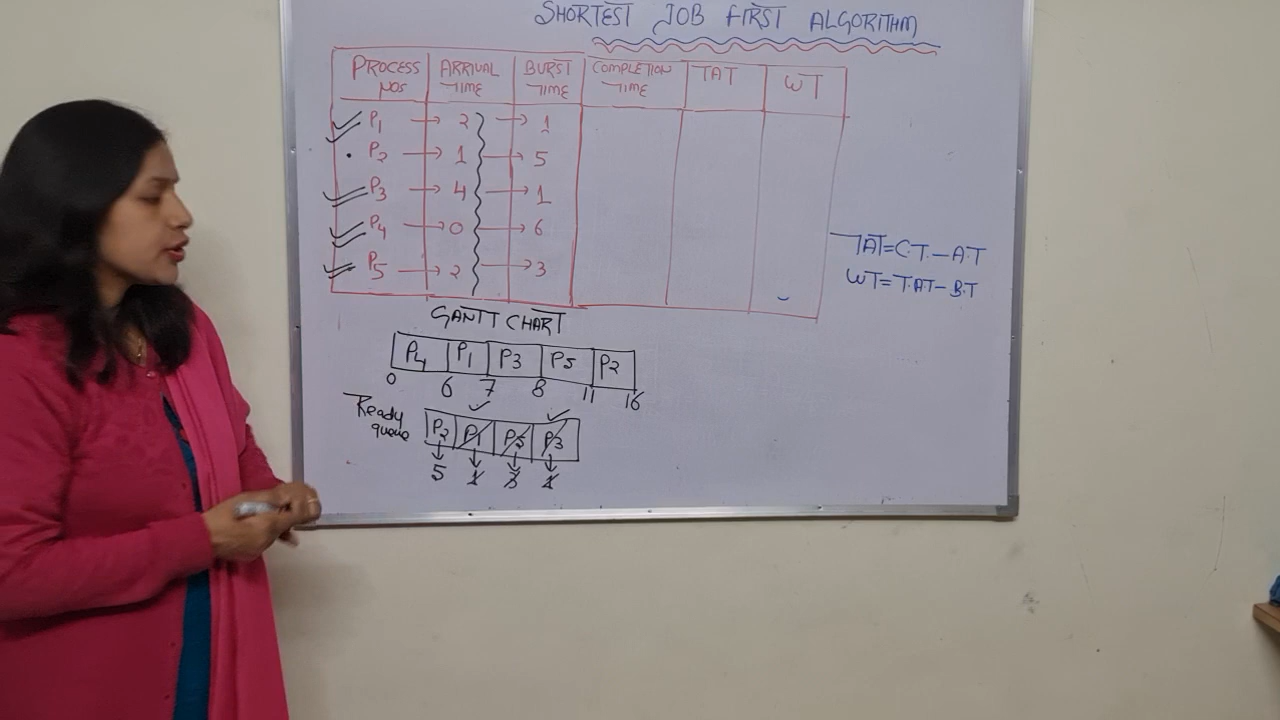 SHORTEST JOB FIRST ALGORITHM
PROCESS NOS ARRIVAL TIME BURST TIME COMPLETION TIME TAT WT
P1 → 2 → 1
P2 → 1 → 5
P3 → 4 → 1
P4 → 0 → 6
P5 → 2 → 3
TAT=C.T.-A.T
WT=T.AT-B.T
GANTT CHART
P4 P1 P3 P5 P2
0 6 7 8 11 16
Ready queue
P2 P1 P5 P3
5 1 3 1